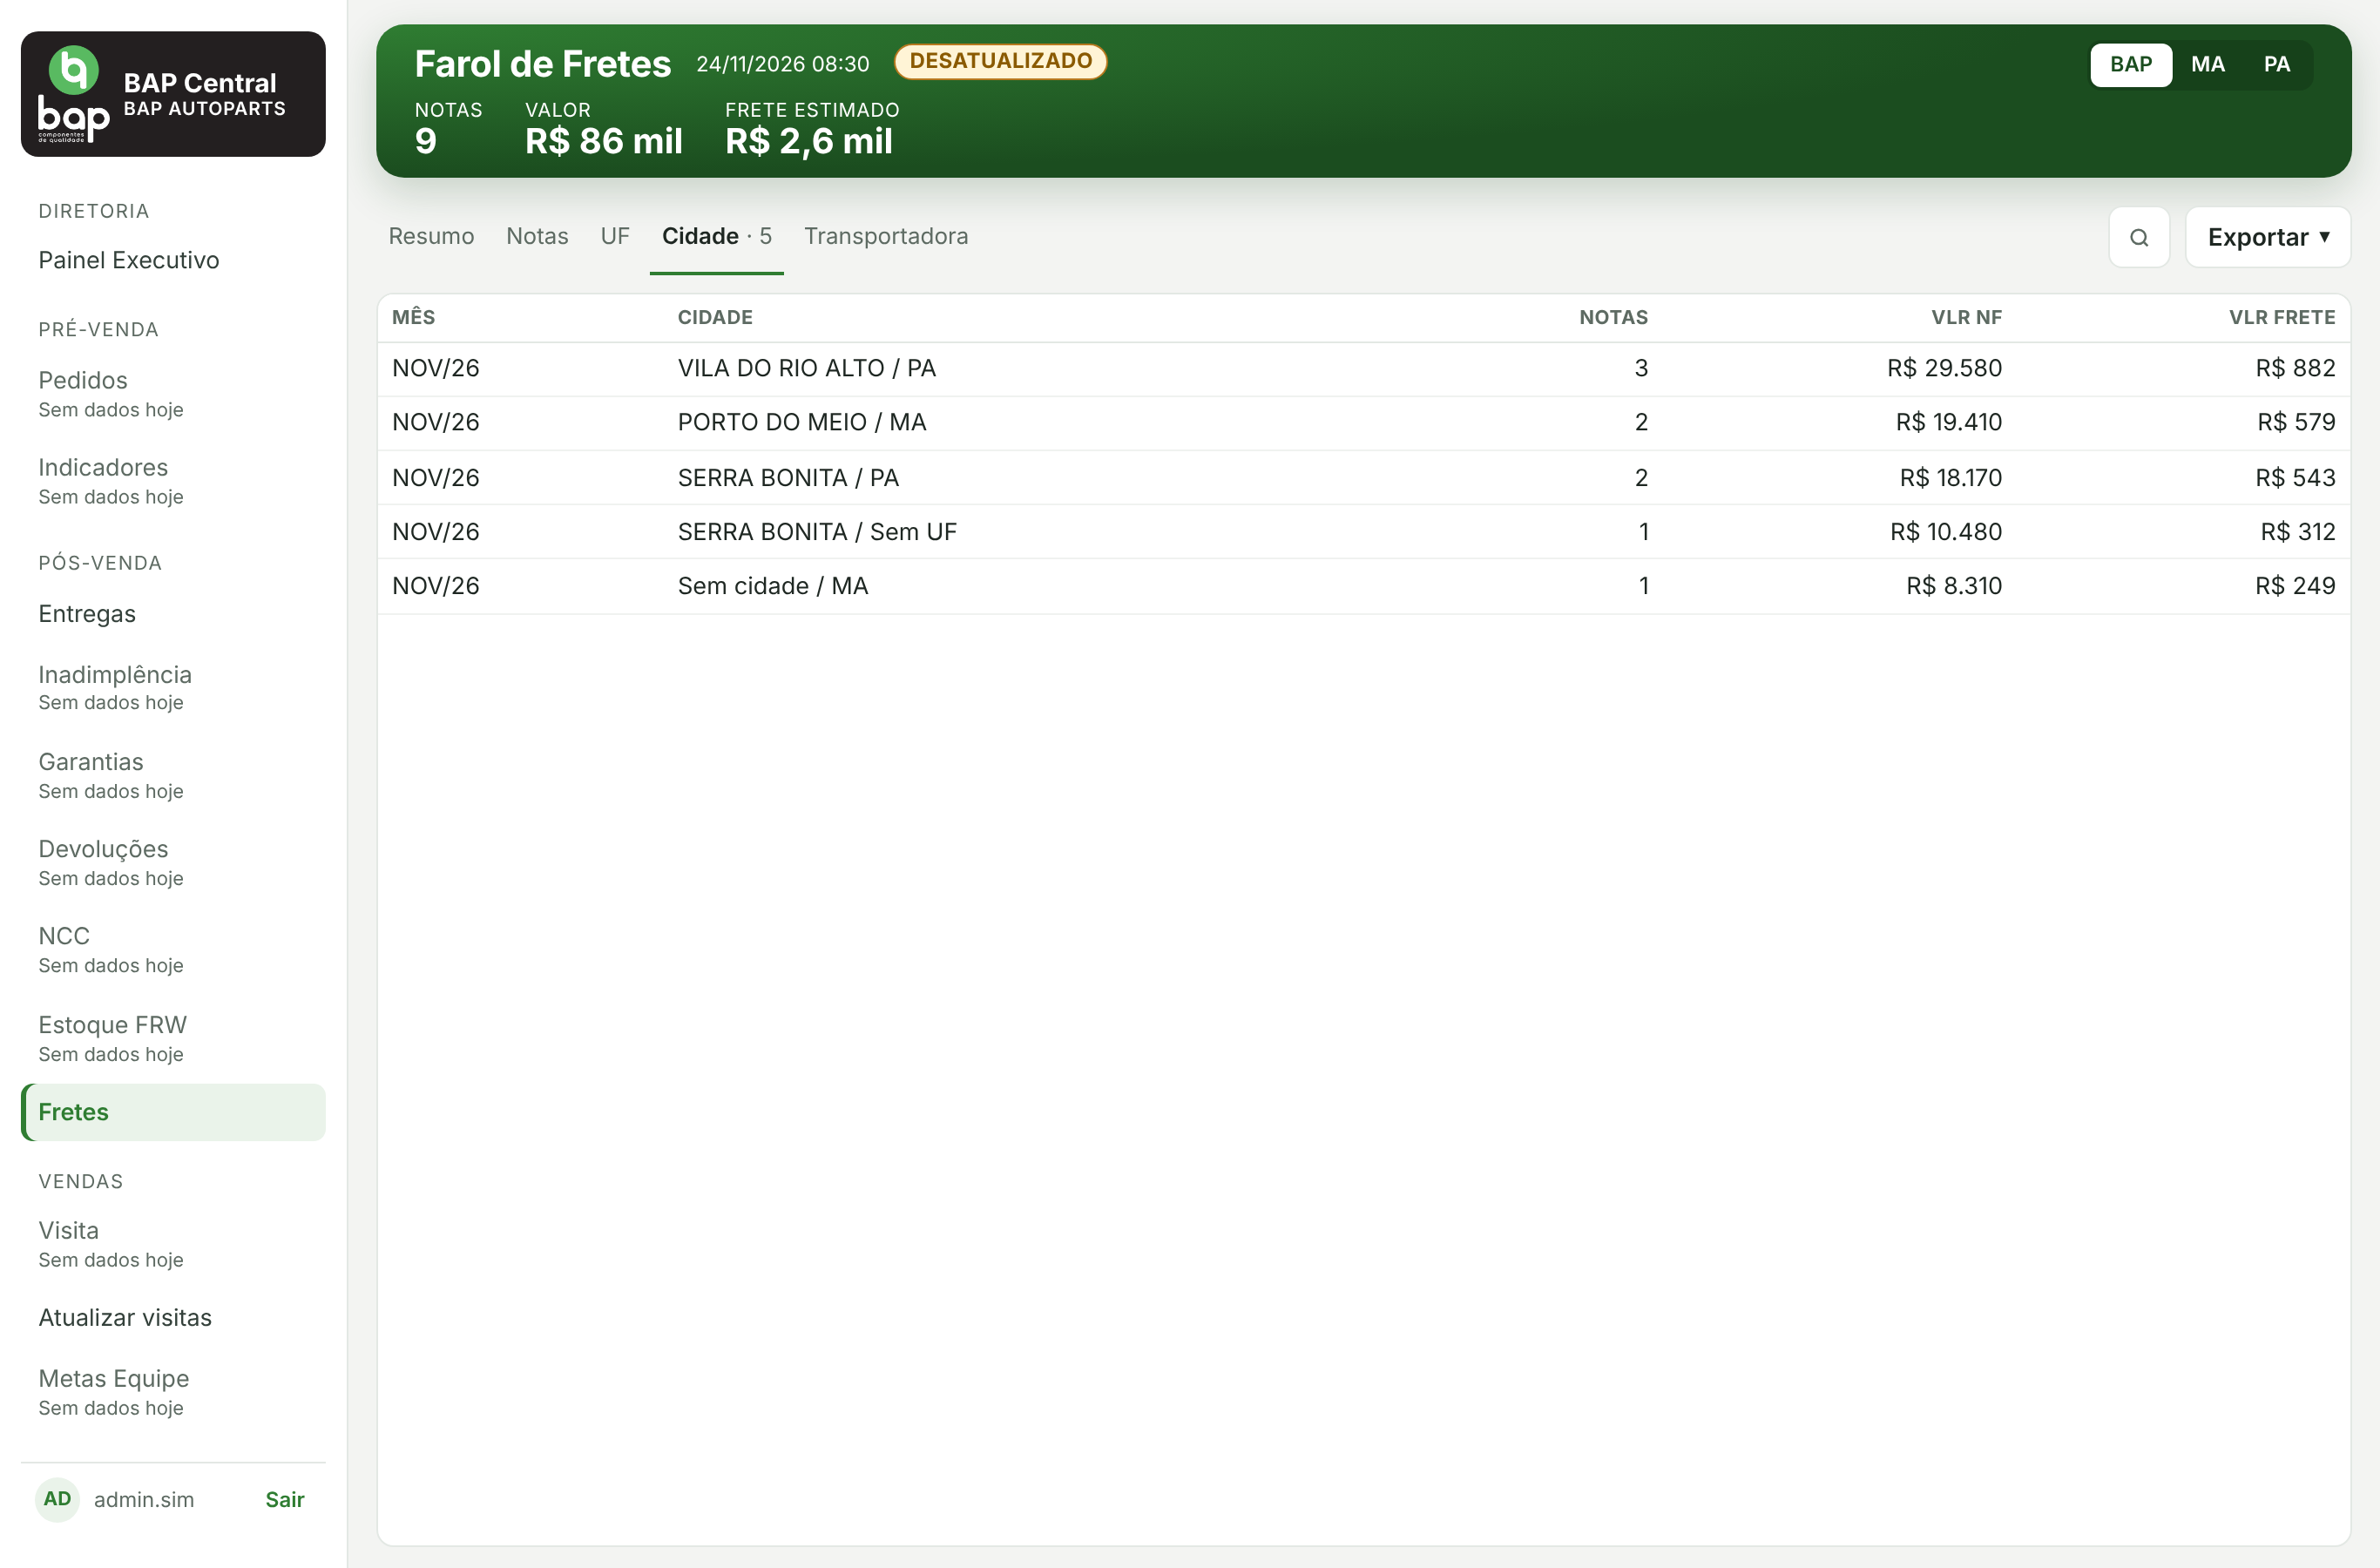 bap
componentes
de qualidade
BAP Central
BAP AUTOPARTS
DIRETORIA
Painel Executivo
PRÉ-VENDA
Pedidos
Sem dados hoje
Indicadores
Sem dados hoje
PÓS-VENDA
Entregas
Inadimplência
Sem dados hoje
Garantias
Sem dados hoje
Devoluções
Sem dados hoje
NCC
Sem dados hoje
Estoque FRW
Sem dados hoje
Fretes
VENDAS
Visita
Sem dados hoje
Atualizar visitas
Metas Equipe
Sem dados hoje
AD admin.sim Sair
Farol de Fretes 24/11/2026 08:30 DESATUALIZADO BAP MA PA
NOTAS VALOR FRETE ESTIMADO
9 R$ 86 mil R$ 2,6 mil
Resumo Notas UF Cidade · 5 Transportadora Exportar ▾
MÊS CIDADE NOTAS VLR NF VLR FRETE
NOV/26 VILA DO RIO ALTO / PA 3 R$ 29.580 R$ 882
NOV/26 PORTO DO MEIO / MA 2 R$ 19.410 R$ 579
NOV/26 SERRA BONITA / PA 2 R$ 18.170 R$ 543
NOV/26 SERRA BONITA / Sem UF 1 R$ 10.480 R$ 312
NOV/26 Sem cidade / MA 1 R$ 8.310 R$ 249